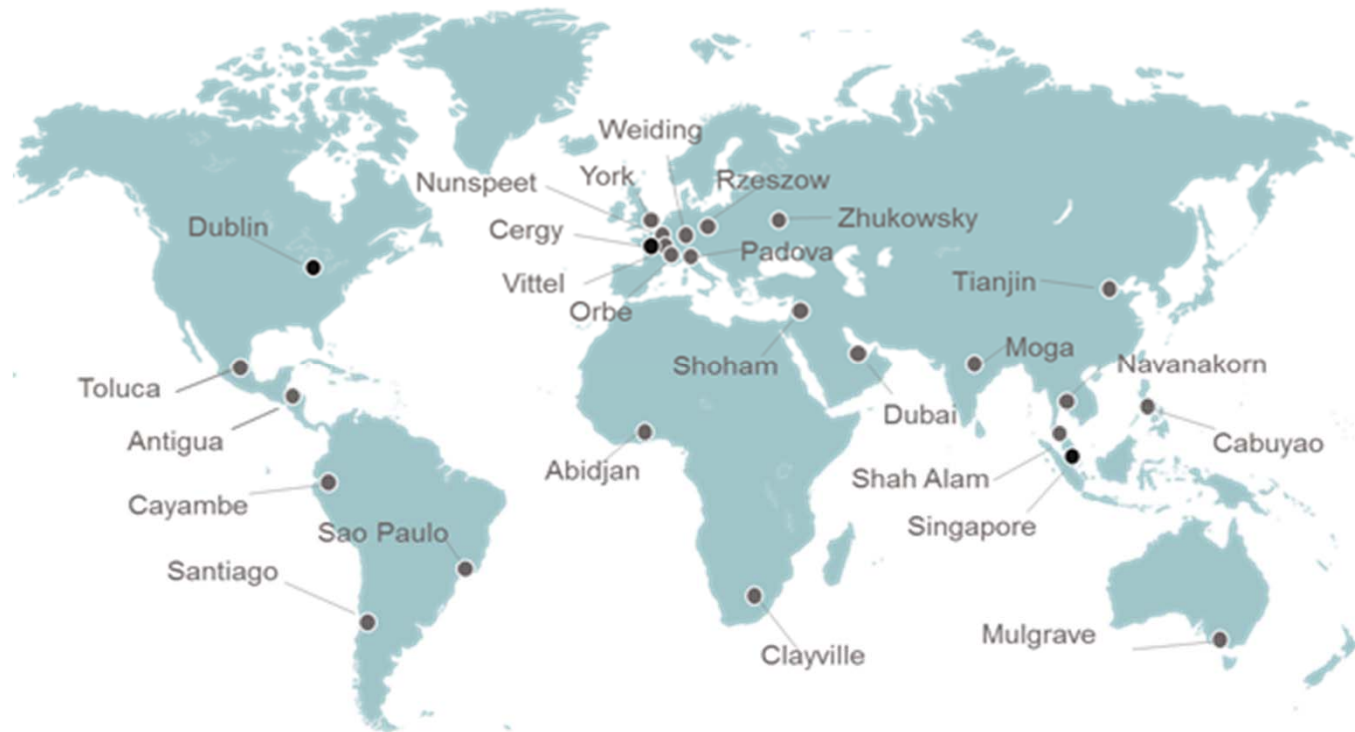 Weiding
York
Rzeszow
Nunspeet
Zhukowsky
Dublin
Cergy
Padova
Vittel
Tianjin
Orbe
Moga
Shoham
Navanakorn
Toluca
Dubai
Antigua
Cabuyao
Abidjan
Shah Alam
Cayambe
Singapore
Sao Paulo
Santiago
Mulgrave
Clayville